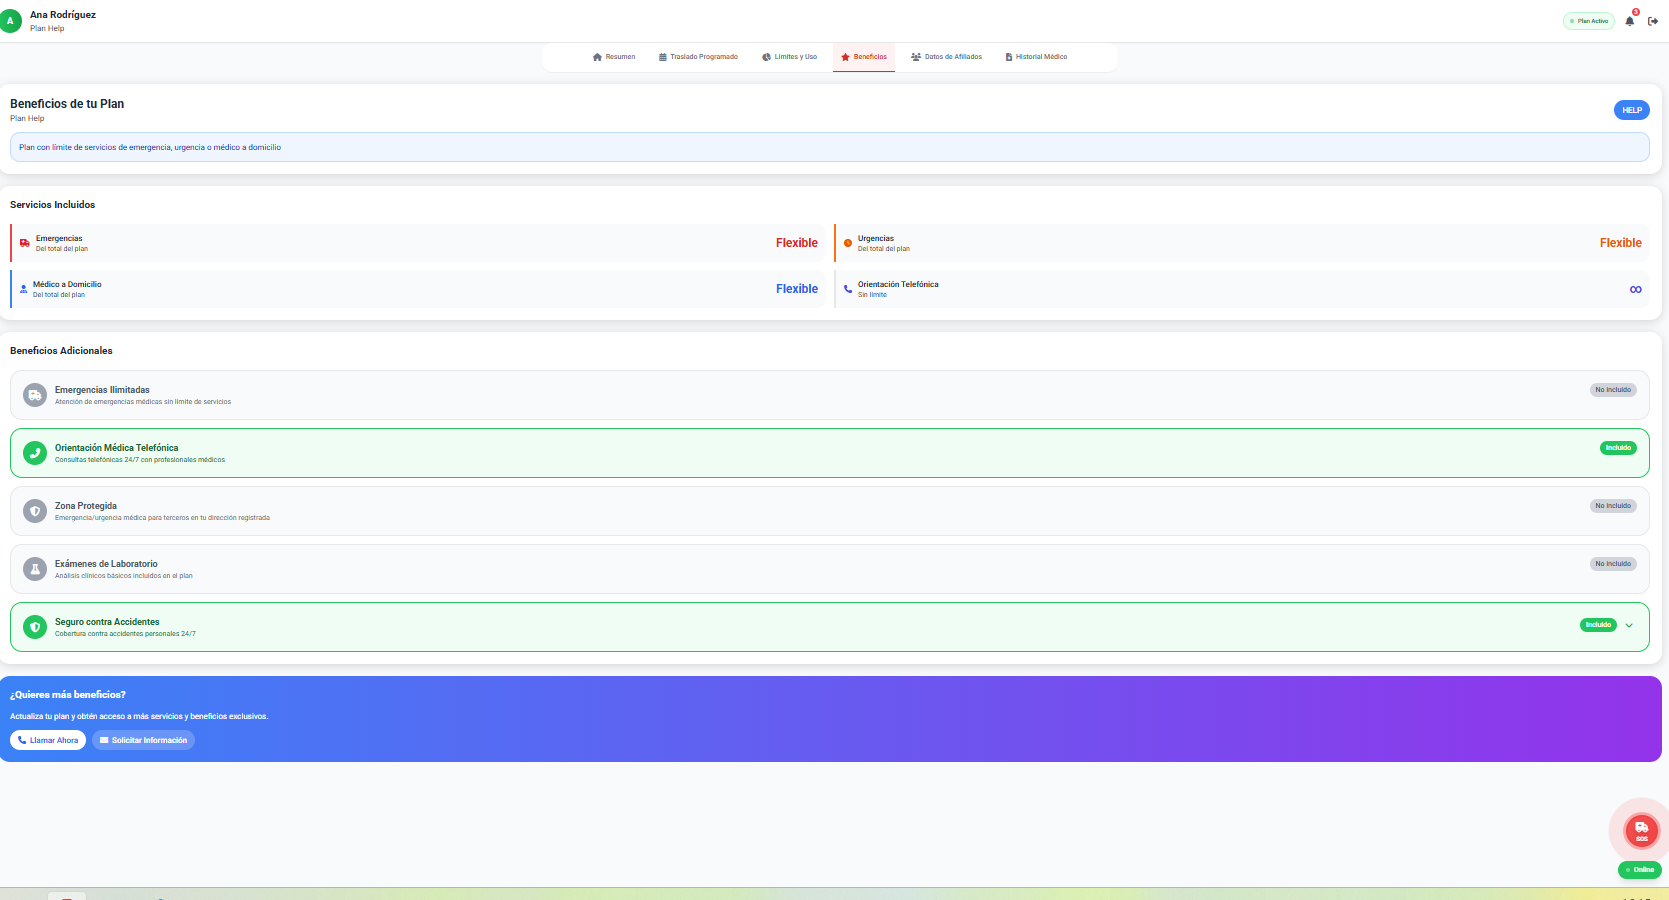 A
Ana Rodríguez
Plan Help
Plan Activo
3
Resumen
Traslado Programado
Límites y Uso
Beneficios
Datos de Afiliados
Historial Médico
Beneficios de tu Plan
Plan Help
HELP
Plan con límite de servicios de emergencia, urgencia o médico a domicilio
Servicios Incluidos
Emergencias
Del total del plan
Flexible
Urgencias
Del total del plan
Flexible
Médico a Domicilio
Del total del plan
Flexible
Orientación Telefónica
Sin límite
∞
Beneficios Adicionales
Emergencias Ilimitadas
Atención de emergencias médicas sin límite de servicios
No Incluido
Orientación Médica Telefónica
Consultas telefónicas 24/7 con profesionales médicos
Incluido
Zona Protegida
Emergencia/urgencia médica para terceros en tu dirección registrada
No Incluido
Exámenes de Laboratorio
Análisis clínicos básicos incluidos en el plan
No Incluido
Seguro contra Accidentes
Cobertura contra accidentes personales 24/7
Incluido
¿Quieres más beneficios?
Actualiza tu plan y obtén acceso a más servicios y beneficios exclusivos.
Llamar Ahora
Solicitar Información
SOS
Online